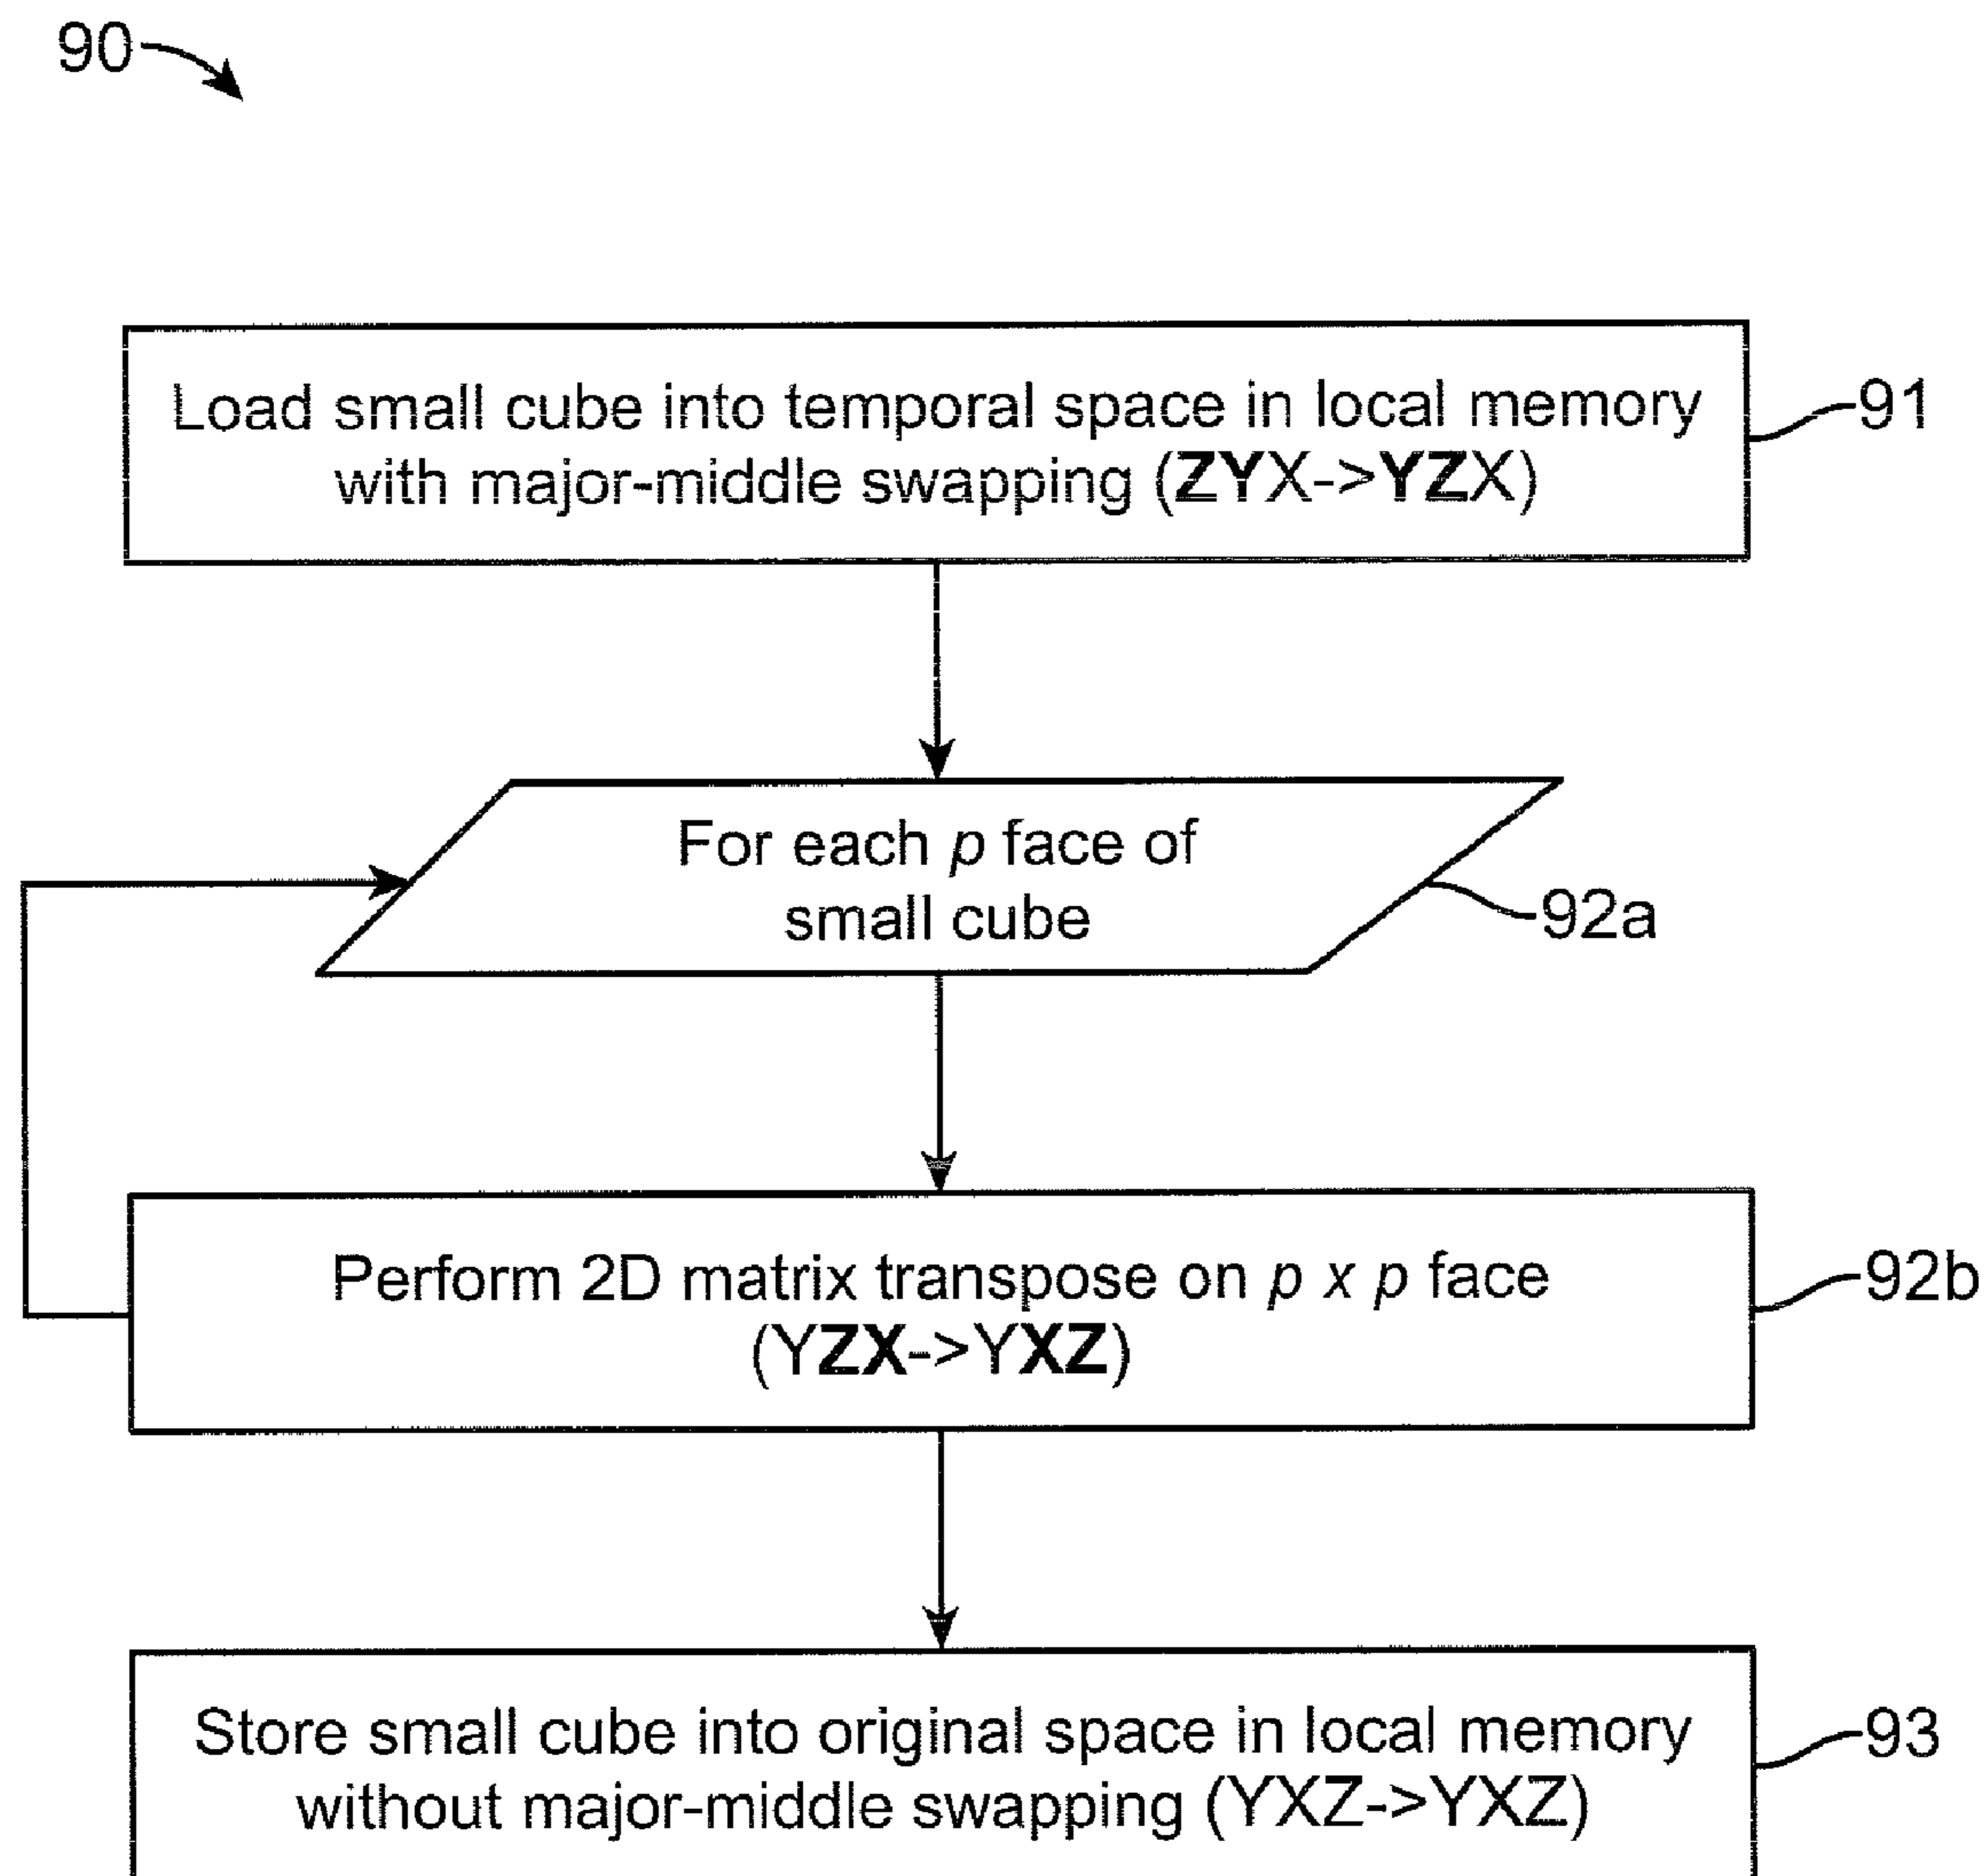 90
Load small cube into temporal space in local memory
with major-middle swapping (ZYX->YZX)
91
For each p face of
small cube
92a
Perform 2D matrix transpose on p x p face
(YZX->YXZ)
92b
Store small cube into original space in local memory
without major-middle swapping (YXZ->YXZ)
93